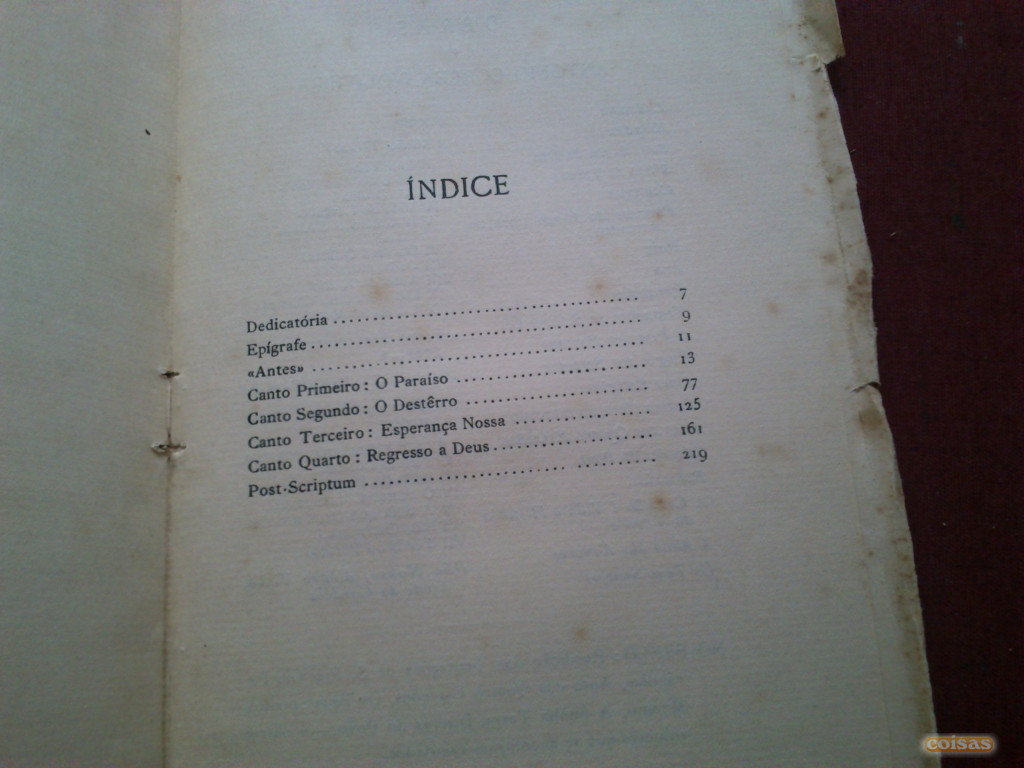 ÍNDICE
Dedicatória ........................................ 7
Epígrafe ........................................ 9
«Antes» ........................................ 11
Canto Primeiro : O Paraíso ........................ 13
Canto Segundo : O Destêrro ........................ 77
Canto Terceiro : Esperança Nossa .................. 125
Canto Quarto : Regresso a Deus .................... 161
Post-Scriptum ........................................ 219
coisas